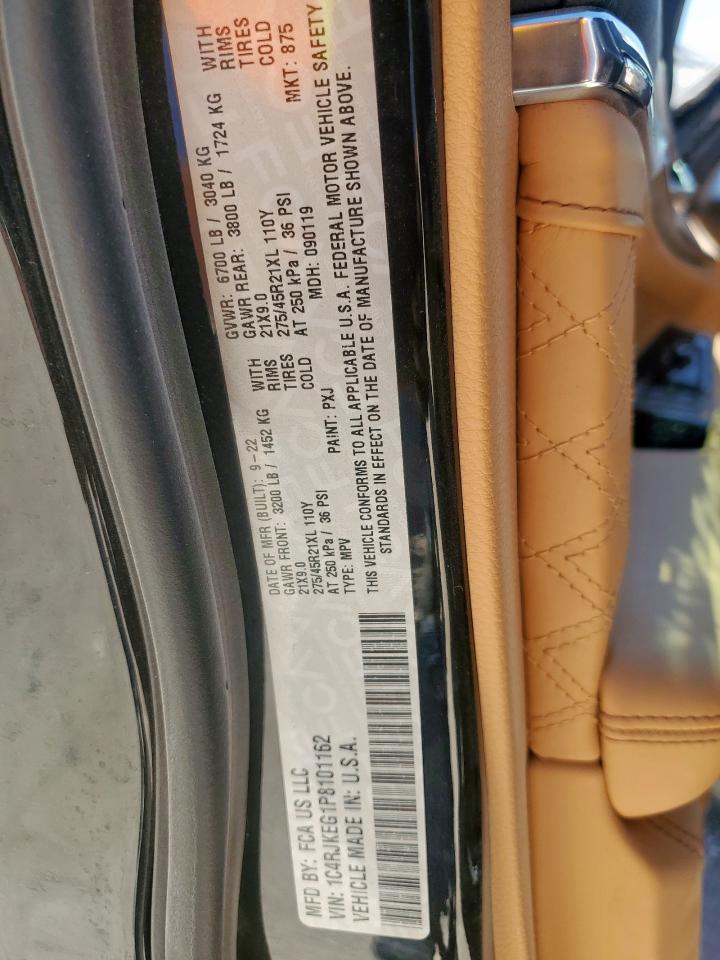 MFD BY: FCA US LLC
VIN: 1C4RJKEG1P8101162
VEHICLE MADE IN: U.S.A.
DATE OF MFR (BUILT): 9-22
GAWR FRONT: 3200 LB / 1452 KG WITH
21X9.0 RIMS
275/45R21XL 110Y TIRES
AT 250 kPa / 36 PSI COLD
TYPE: MPV PAINT: PXJ
GVWR: 6700 LB / 3040 KG
GAWR REAR: 3800 LB / 1724 KG WITH
21X9.0 RIMS
275/45R21XL 110Y TIRES
AT 250 kPa / 36 PSI COLD
MDH: 090119 MKT: 875
THIS VEHICLE CONFORMS TO ALL APPLICABLE U.S.A. FEDERAL MOTOR VEHICLE SAFETY
STANDARDS IN EFFECT ON THE DATE OF MANUFACTURE SHOWN ABOVE.